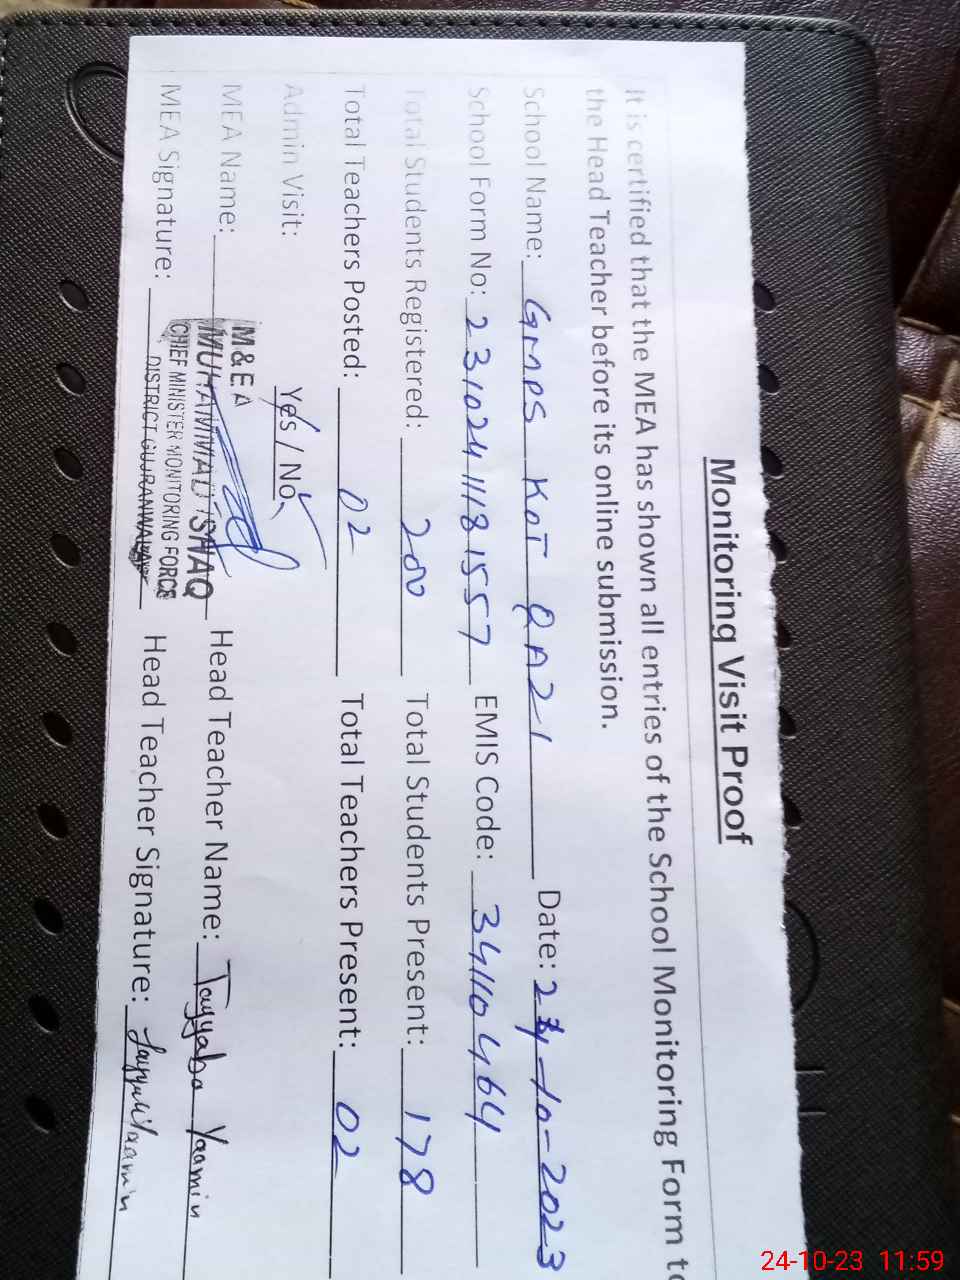 Monitoring Visit Proof
It is certified that the MEA has shown all entries of the School Monitoring Form to
the Head Teacher before its online submission.
School Name: GMPS KOT QAZI Date: 24-10-2023
School Form No: 23102411181557 EMIS Code: 34110464
Total Students Registered: 200 Total Students Present: 178
Total Teachers Posted: 02 Total Teachers Present: 02
Admin Visit: Yes / No
MEA Name: M & E A MUHAMMAD ISHAQ Head Teacher Name: Tayyaba Yasmin
MEA Signature: CHIEF MINISTER MONITORING FORCE DISTRICT GUJRANWALA Head Teacher Signature: Tayyaba Yasmin
24-10-23 11:59